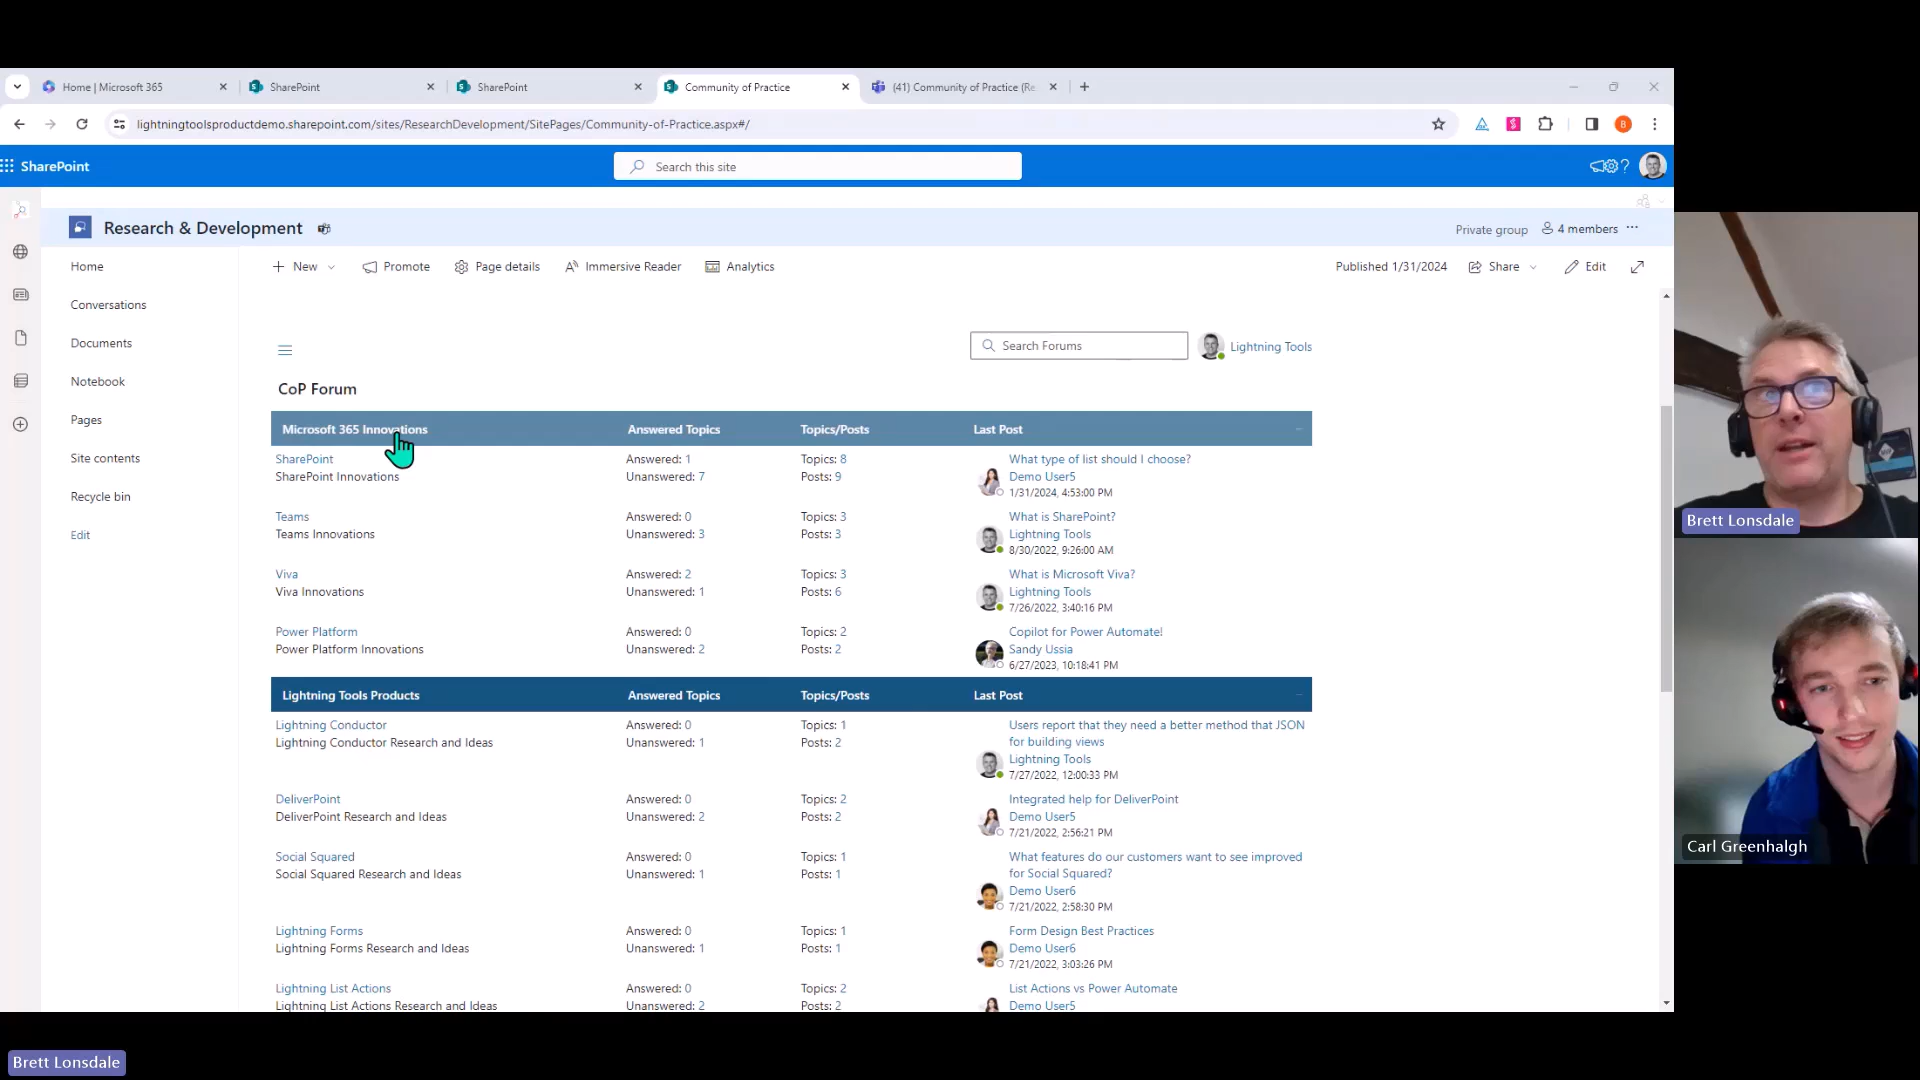 Home | Microsoft 365
SharePoint
SharePoint
Community of Practice
(41) Community of Practice (Re
lightningtoolsproductdemo.sharepoint.com/sites/ResearchDevelopment/SitePages/Community-of-Practice.aspx#/
SharePoint
Search this site
Research & Development
Private group
4 members
Home
Conversations
Documents
Notebook
Pages
Site contents
Recycle bin
Edit
New
Promote
Page details
Immersive Reader
Analytics
Published 1/31/2024
Share
Edit
Search Forums
Lightning Tools
CoP Forum
Microsoft 365 Innovations Answered Topics Topics/Posts Last Post
SharePoint Answered: 1 Topics: 8 What type of list should I choose?
SharePoint Innovations Unanswered: 7 Posts: 9 Demo User5
1/31/2024, 4:53:00 PM
Teams Answered: 0 Topics: 3 What is SharePoint?
Teams Innovations Unanswered: 3 Posts: 3 Lightning Tools
8/30/2022, 9:26:00 AM
Viva Answered: 2 Topics: 3 What is Microsoft Viva?
Viva Innovations Unanswered: 1 Posts: 6 Lightning Tools
7/26/2022, 3:40:16 PM
Power Platform Answered: 0 Topics: 2 Copilot for Power Automate!
Power Platform Innovations Unanswered: 2 Posts: 2 Sandy Ussia
6/27/2023, 10:18:41 PM
Lightning Tools Products Answered Topics Topics/Posts Last Post
Lightning Conductor Answered: 0 Topics: 1 Users report that they need a better method that JSON
Lightning Conductor Research and Ideas Unanswered: 1 Posts: 2 for building views
Lightning Tools
7/27/2022, 12:00:33 PM
DeliverPoint Answered: 0 Topics: 2 Integrated help for DeliverPoint
DeliverPoint Research and Ideas Unanswered: 2 Posts: 2 Demo User5
7/21/2022, 2:56:21 PM
Social Squared Answered: 0 Topics: 1 What features do our customers want to see improved
Social Squared Research and Ideas Unanswered: 1 Posts: 1 for Social Squared?
Demo User6
7/21/2022, 2:58:30 PM
Lightning Forms Answered: 0 Topics: 1 Form Design Best Practices
Lightning Forms Research and Ideas Unanswered: 1 Posts: 1 Demo User6
7/21/2022, 3:03:26 PM
Lightning List Actions Answered: 0 Topics: 2 List Actions vs Power Automate
Lightning List Actions Research and Ideas Unanswered: 2 Posts: 2 Demo User5
Brett Lonsdale
Carl Greenhalgh
Brett Lonsdale